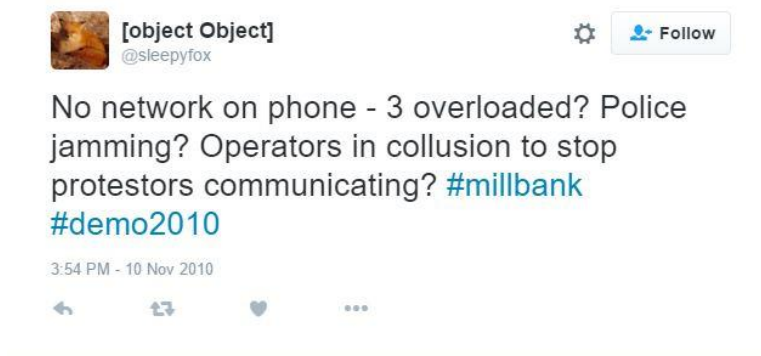 [object Object]
@sleepyfox
Follow
No network on phone - 3 overloaded? Police
jamming? Operators in collusion to stop
protestors communicating? #millbank
#demo2010
3:54 PM - 10 Nov 2010